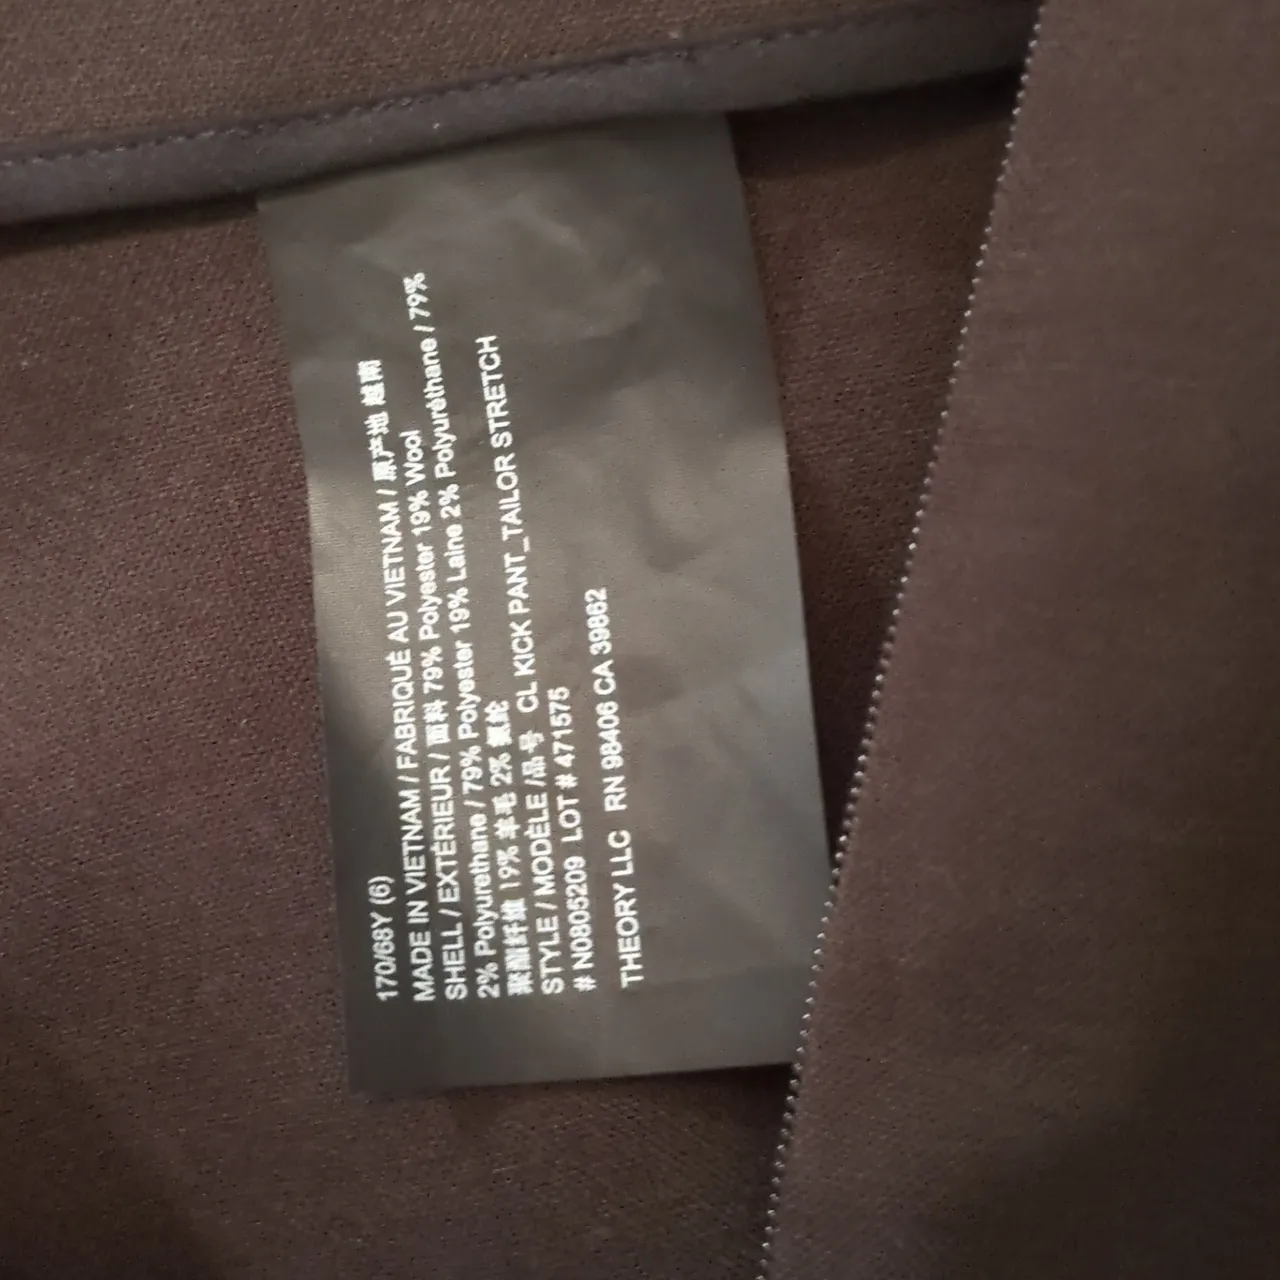 170/68Y (6)
MADE IN VIETNAM / FABRIQUÉ AU VIETNAM / 原产地 越南
SHELL / EXTÉRIEUR / 面料 79% Polyester 19% Wool
2% Polyurethane / 79% Polyester 19% Laine 2% Polyuréthane / 79%
聚酯纤维 19% 羊毛 2% 氨纶
STYLE / MODÈLE /品号 CL KICK PANT_TAILOR STRETCH
# N0805209 LOT # 471575
THEORY LLC RN 98406 CA 39862